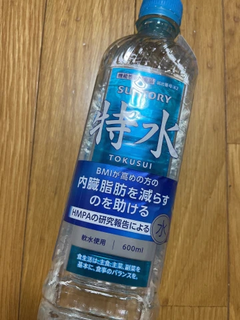 機能性表示食品
SUNTORY
特水
TOKUSUI
BMIが高めの方の
内臓脂肪を減らす
のを助ける
HMPAの研究報告による
水
軟水使用
600ml
食生活は、主食、主菜、副菜を
基本に、食事のバランスを。